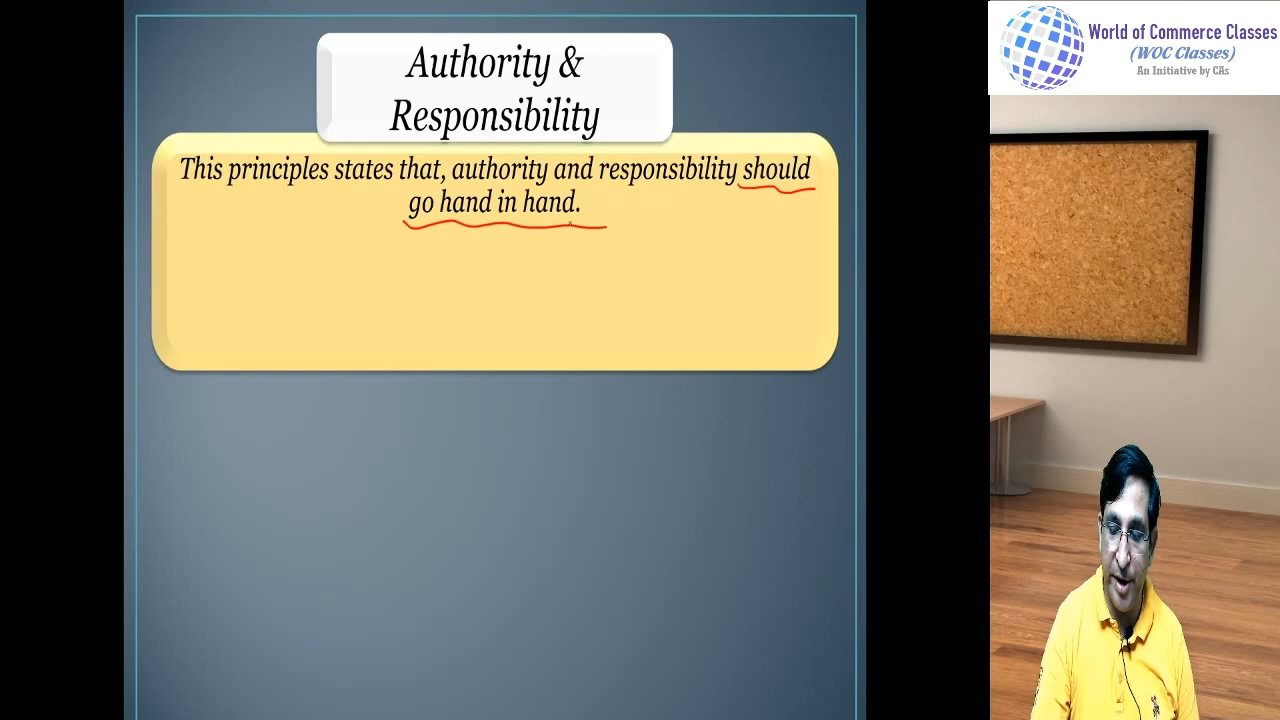 Authority &
Responsibility
This principles states that, authority and responsibility should
go hand in hand.
World of Commerce Classes
(WOC Classes)
An Initiative by CAs